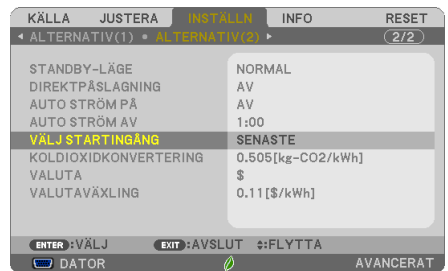 KÄLLA JUSTERA INSTÄLLN INFO RESET
ALTERNATIV(1) ALTERNATIV(2) 2/2
STANDBY-LÄGE NORMAL
DIREKTPÅSLAGNING AV
AUTO STRÖM PÅ AV
AUTO STRÖM AV 1:00
VÄLJ STARTINGÅNG SENASTE
KOLDIOXIDKONVERTERING 0.505[kg-CO2/kWh]
VALUTA $
VALUTAVÄXLING 0.11[$/kWh]
ENTER :VÄLJ EXIT :AVSLUT :FLYTTA
DATOR AVANCERAT